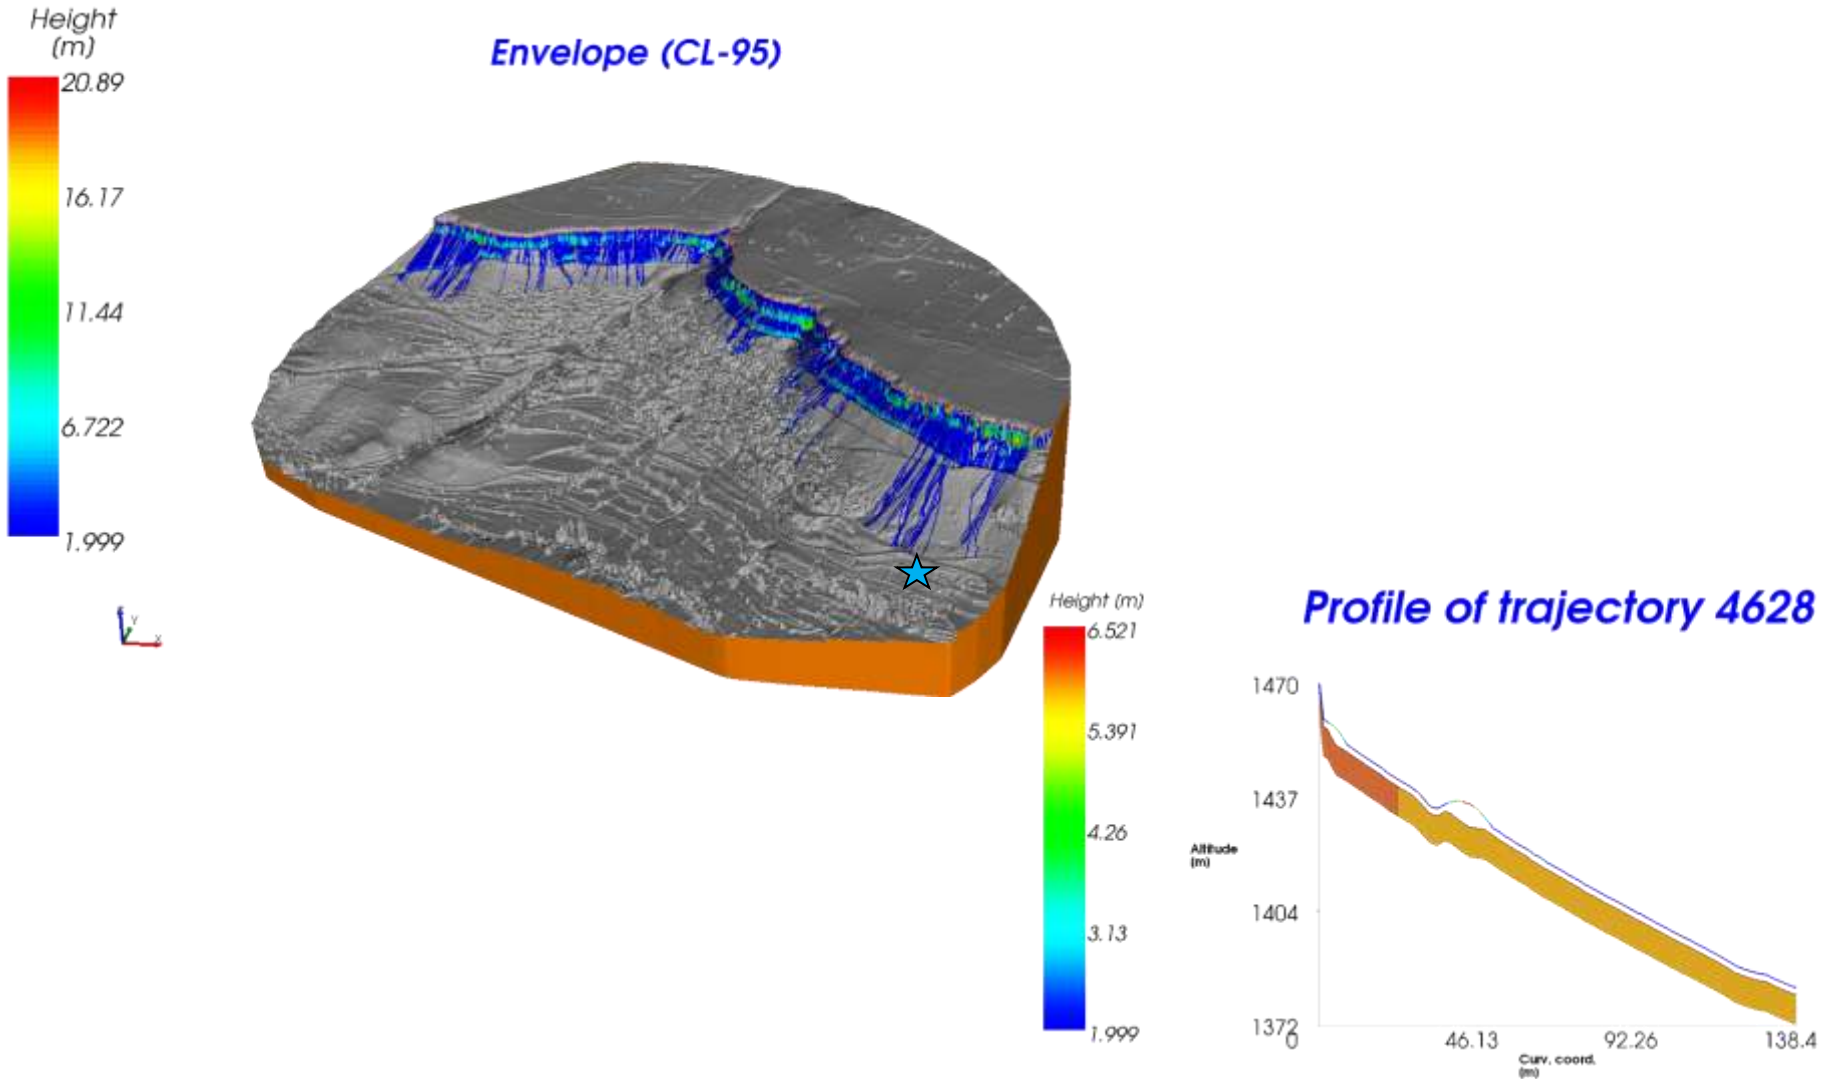 Height
(m)
20.89
16.17
11.44
6.722
1.999
Envelope (CL-95)
Y
X
Height (m)
6.521
5.391
4.26
3.13
1.999
Profile of trajectory 4628
1470
1437
1404
1372
Altitude
(m)
0
46.13
92.26
138.4
Curv. coord.
(m)